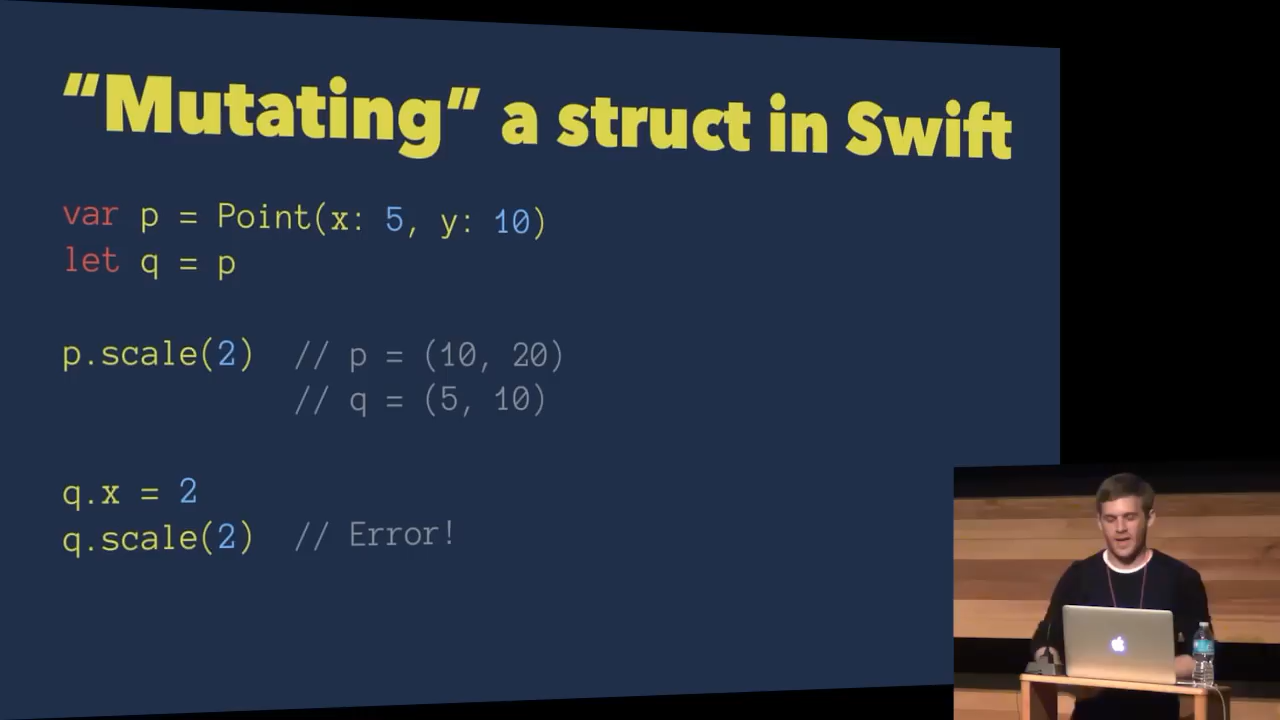 “Mutating” a struct in Swift
var p = Point(x: 5, y: 10)
let q = p
p.scale(2) // p = (10, 20)
// q = (5, 10)
q.x = 2
q.scale(2) // Error!